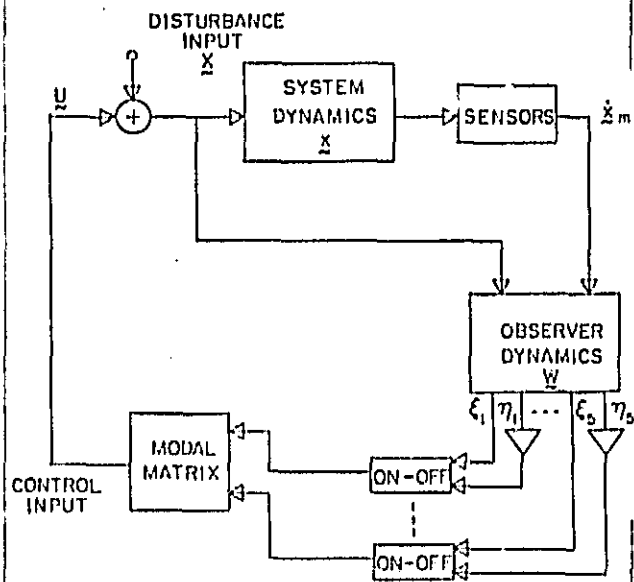 DISTURBANCE
INPUT
X
U
+
SYSTEM
DYNAMICS
X
SENSORS
ẋ m
OBSERVER
DYNAMICS
W
ξ₁ η₁ ... ξ₅ η₅
MODAL
MATRIX
ON-OFF
CONTROL
INPUT
ON-OFF